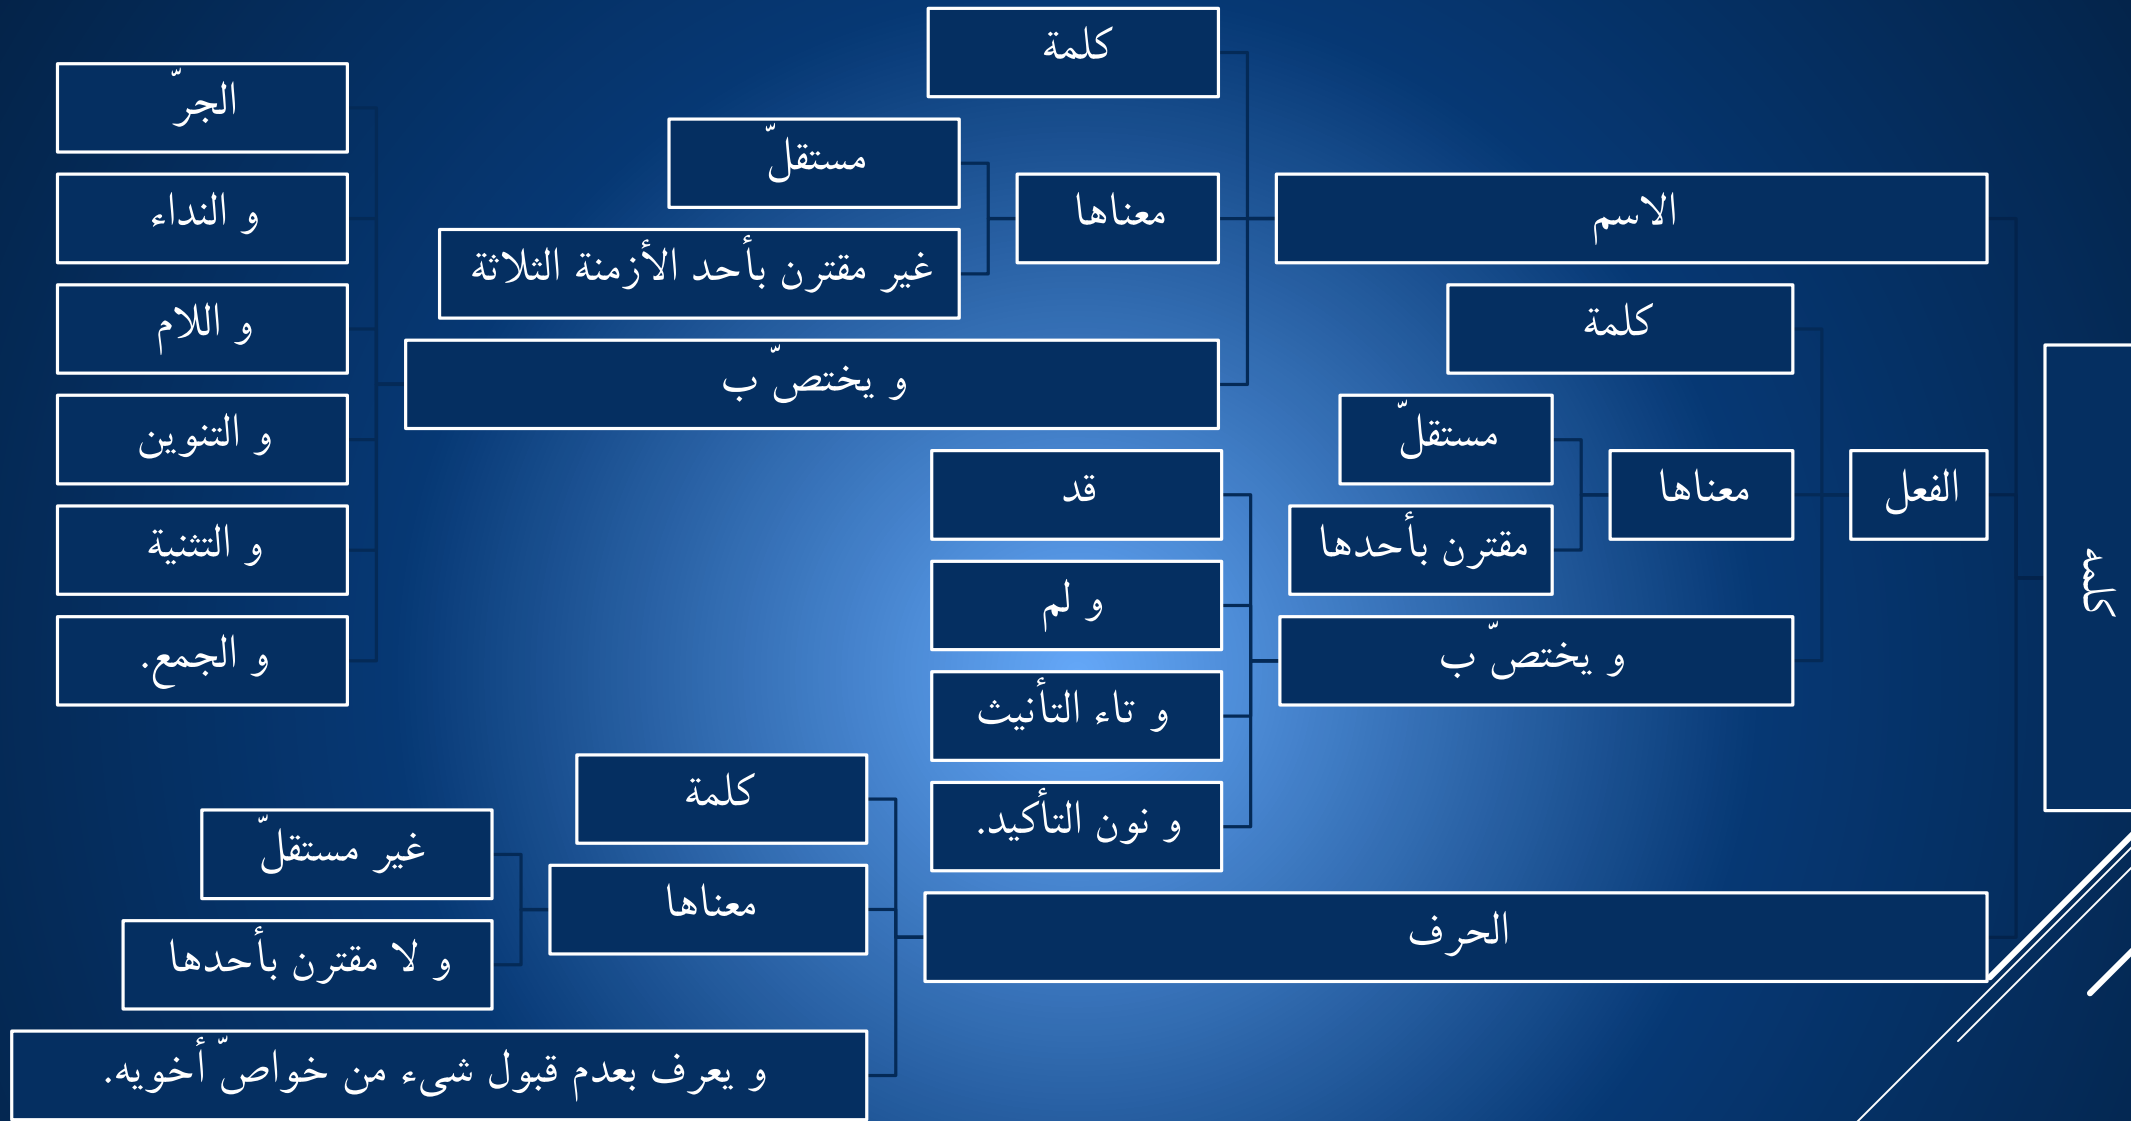 كلمه
الاسم
كلمة
معناها
مستقلّ
غير مقترن بأحد الأزمنة الثلاثة
و يختصّ ب
الجرّ
و النداء
و اللام
و التنوين
و التثنية
و الجمع.
الفعل
كلمة
معناها
مستقلّ
مقترن بأحدها
و يختصّ ب
قد
و لم
و تاء التأنيث
و نون التأكيد.
الحرف
كلمة
معناها
غير مستقلّ
و لا مقترن بأحدها
و يعرف بعدم قبول شىء من خواصّ أخويه.